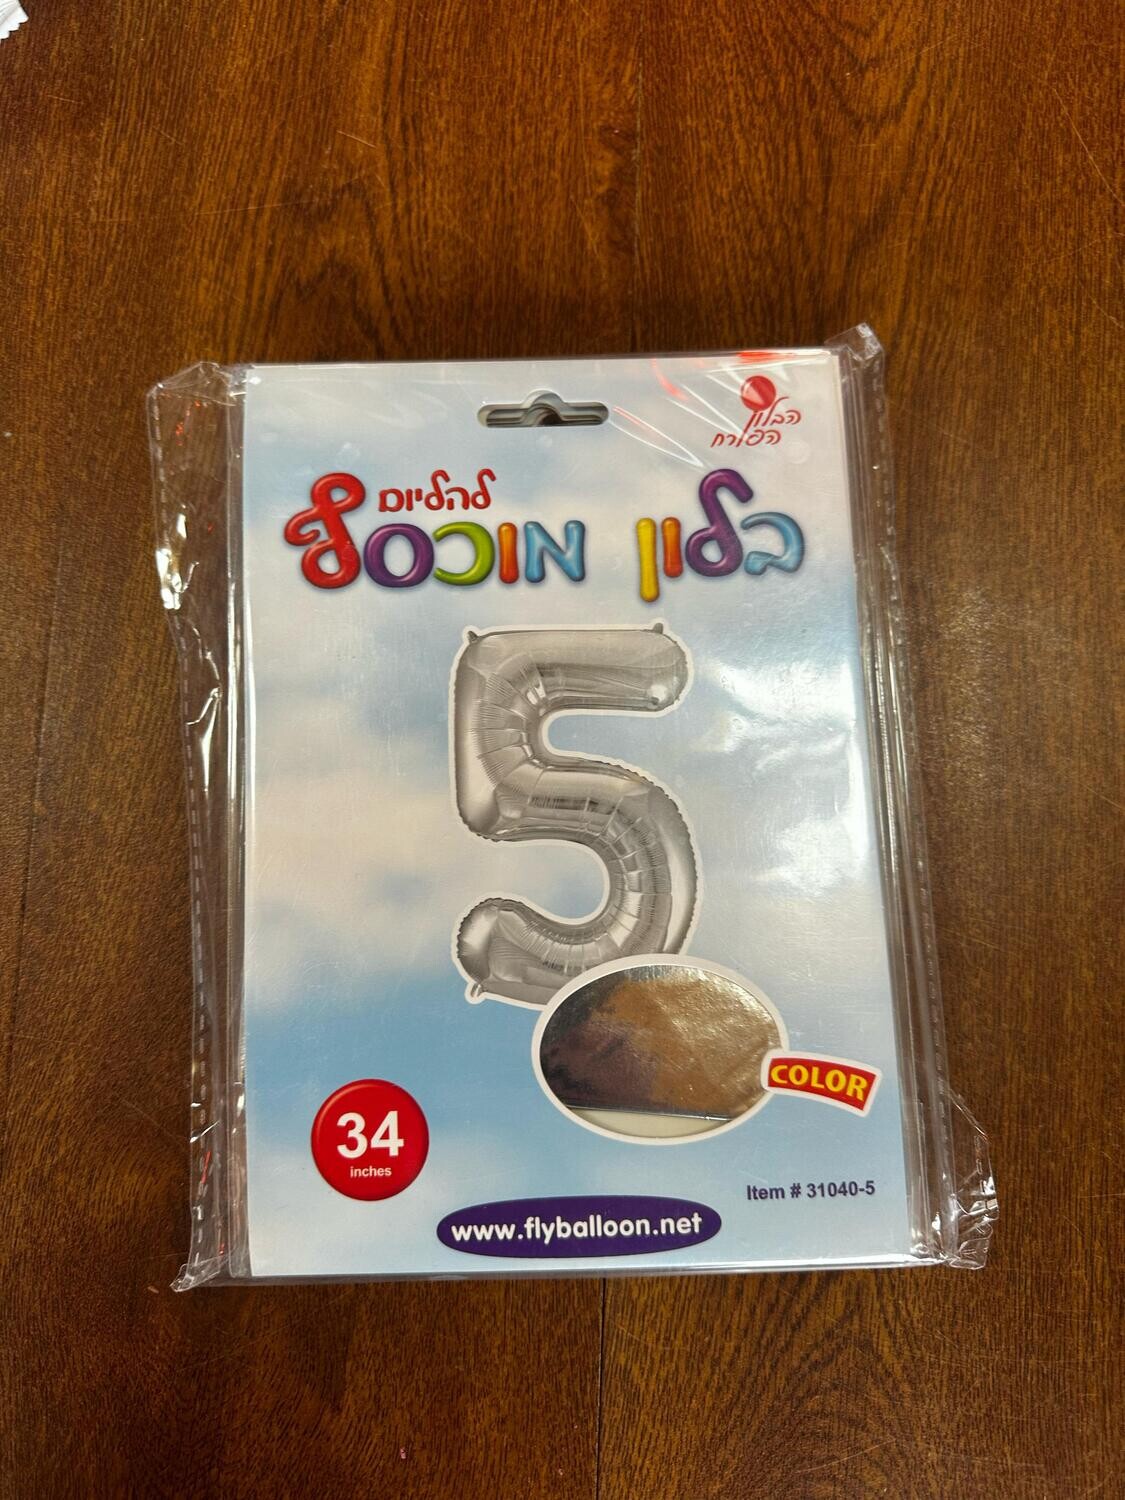 הבלון
הפורח
להליום
בלון מוכסף
5
COLOR
34
inches
Item # 31040-5
www.flyballoon.net